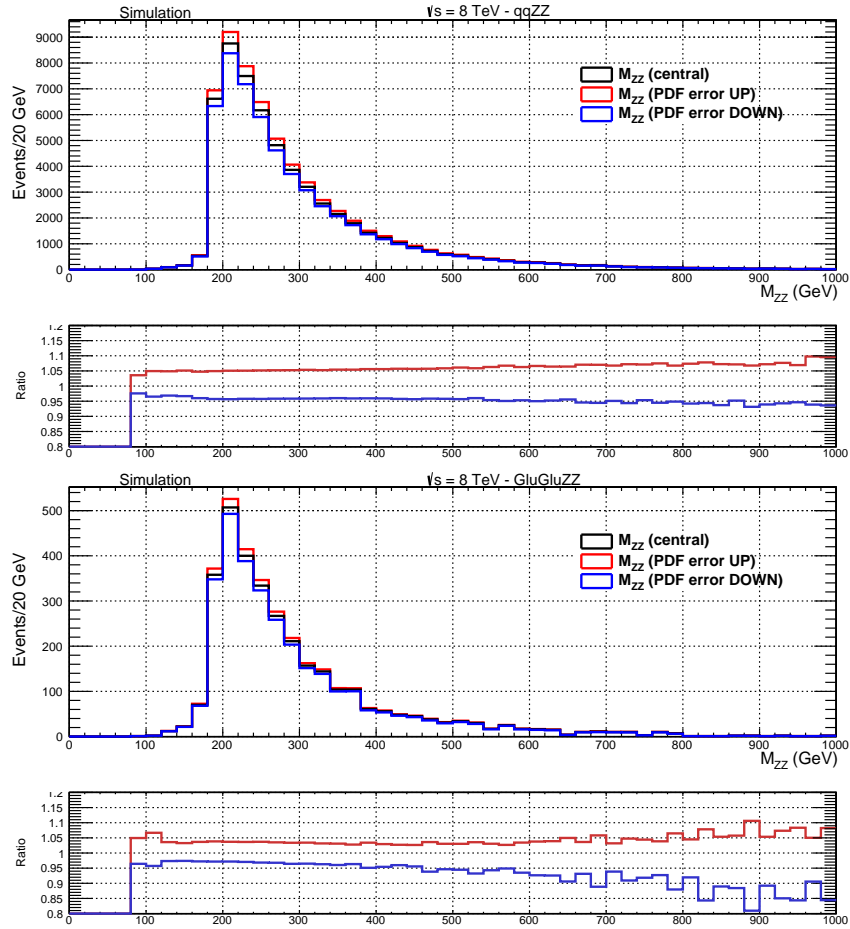 Simulation √s = 8 TeV - qqZZ
Events/20 GeV
9000
8000
7000
6000
5000
4000
3000
2000
1000
0
M_ZZ (central)
M_ZZ (PDF error UP)
M_ZZ (PDF error DOWN)
0 100 200 300 400 500 600 700 800 900 1000
M_ZZ (GeV)
Ratio
1.2
1.15
1.1
1.05
1
0.95
0.9
0.85
0.8
0 100 200 300 400 500 600 700 800 900 1000
Simulation √s = 8 TeV - GluGluZZ
Events/20 GeV
500
400
300
200
100
0
M_ZZ (central)
M_ZZ (PDF error UP)
M_ZZ (PDF error DOWN)
0 100 200 300 400 500 600 700 800 900 1000
M_ZZ (GeV)
Ratio
1.2
1.15
1.1
1.05
1
0.95
0.9
0.85
0.8
0 100 200 300 400 500 600 700 800 900 1000